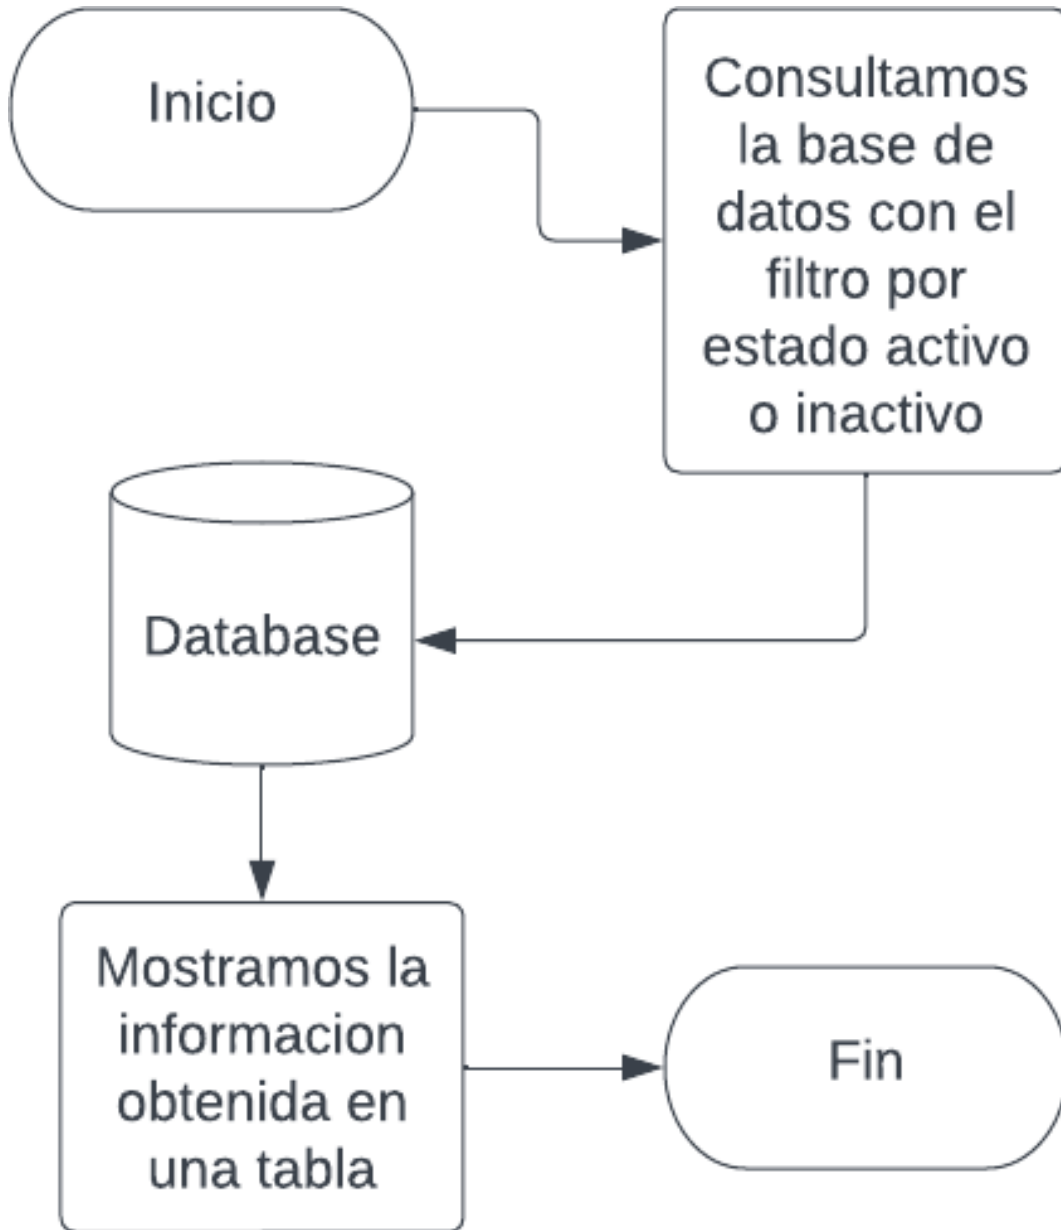 Inicio
Consultamos
la base de
datos con el
filtro por
estado activo
o inactivo
Database
Mostramos la
informacion
obtenida en
una tabla
Fin